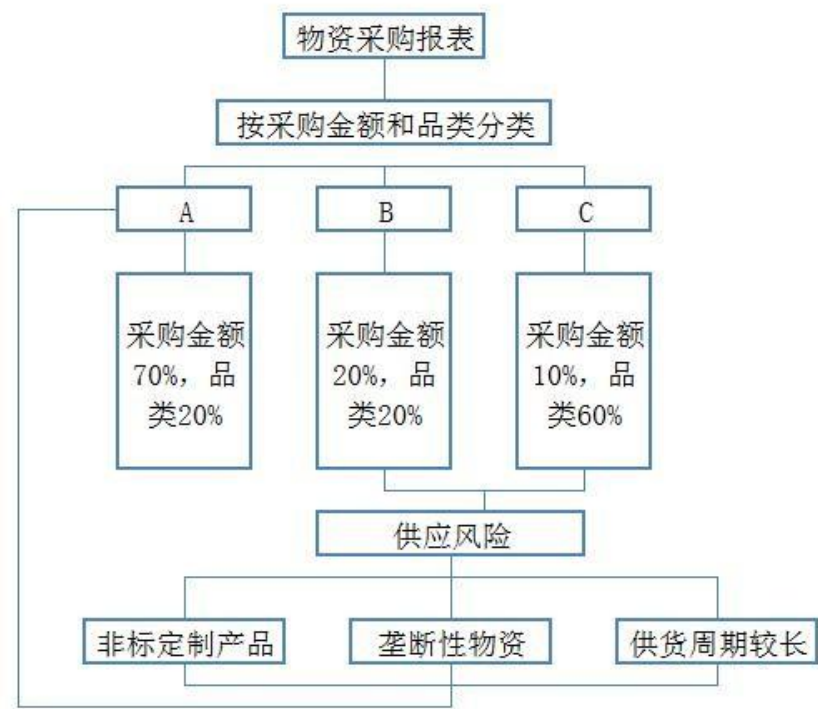 物资采购报表
按采购金额和品类分类
A
B
C
采购金额
70%，品
类20%
采购金额
20%，品
类20%
采购金额
10%，品
类60%
供应风险
非标定制产品
垄断性物资
供货周期较长